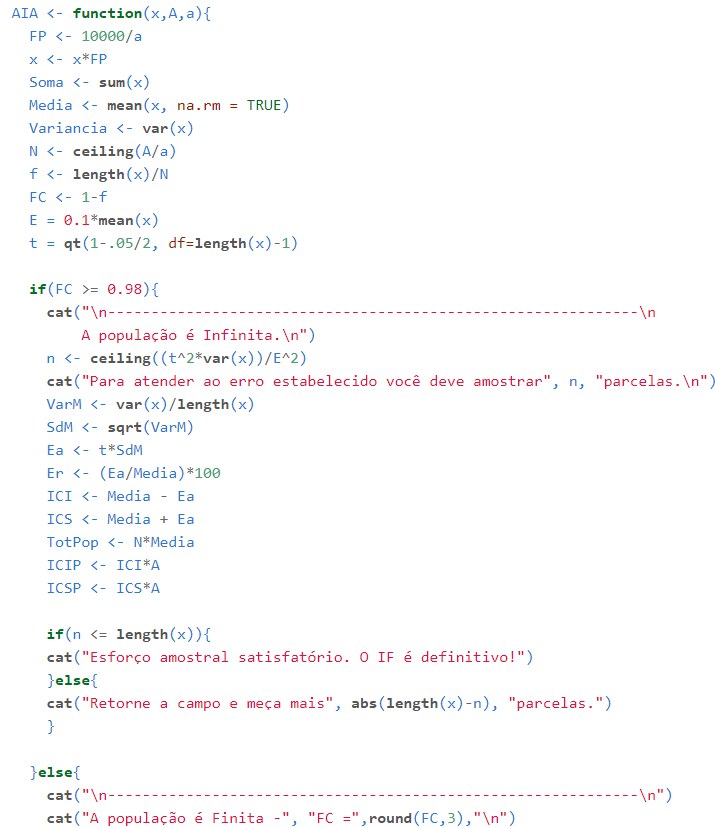 AIA <- function(x,A,a){
  FP <- 10000/a
  x <- x*FP
  Soma <- sum(x)
  Media <- mean(x, na.rm = TRUE)
  Variancia <- var(x)
  N <- ceiling(A/a)
  f <- length(x)/N
  FC <- 1-f
  E = 0.1*mean(x)
  t = qt(1-.05/2, df=length(x)-1)
  if(FC >= 0.98){
    cat("\n------------------------------------------------------------\n
        A população é Infinita.\n")
    n <- ceiling((t^2*var(x))/E^2)
    cat("Para atender ao erro estabelecido você deve amostrar", n, "parcelas.\n")
    VarM <- var(x)/length(x)
    SdM <- sqrt(VarM)
    Ea <- t*SdM
    Er <- (Ea/Media)*100
    ICI <- Media - Ea
    ICS <- Media + Ea
    TotPop <- N*Media
    ICIP <- ICI*A
    ICSP <- ICS*A
    if(n <= length(x)){
    cat("Esforço amostral satisfatório. O IF é definitivo!")
    }else{
    cat("Retorne a campo e meça mais", abs(length(x)-n), "parcelas.")
    }
  }else{
    cat("\n------------------------------------------------------------\n")
    cat("A população é Finita -", "FC =",round(FC,3),"\n")